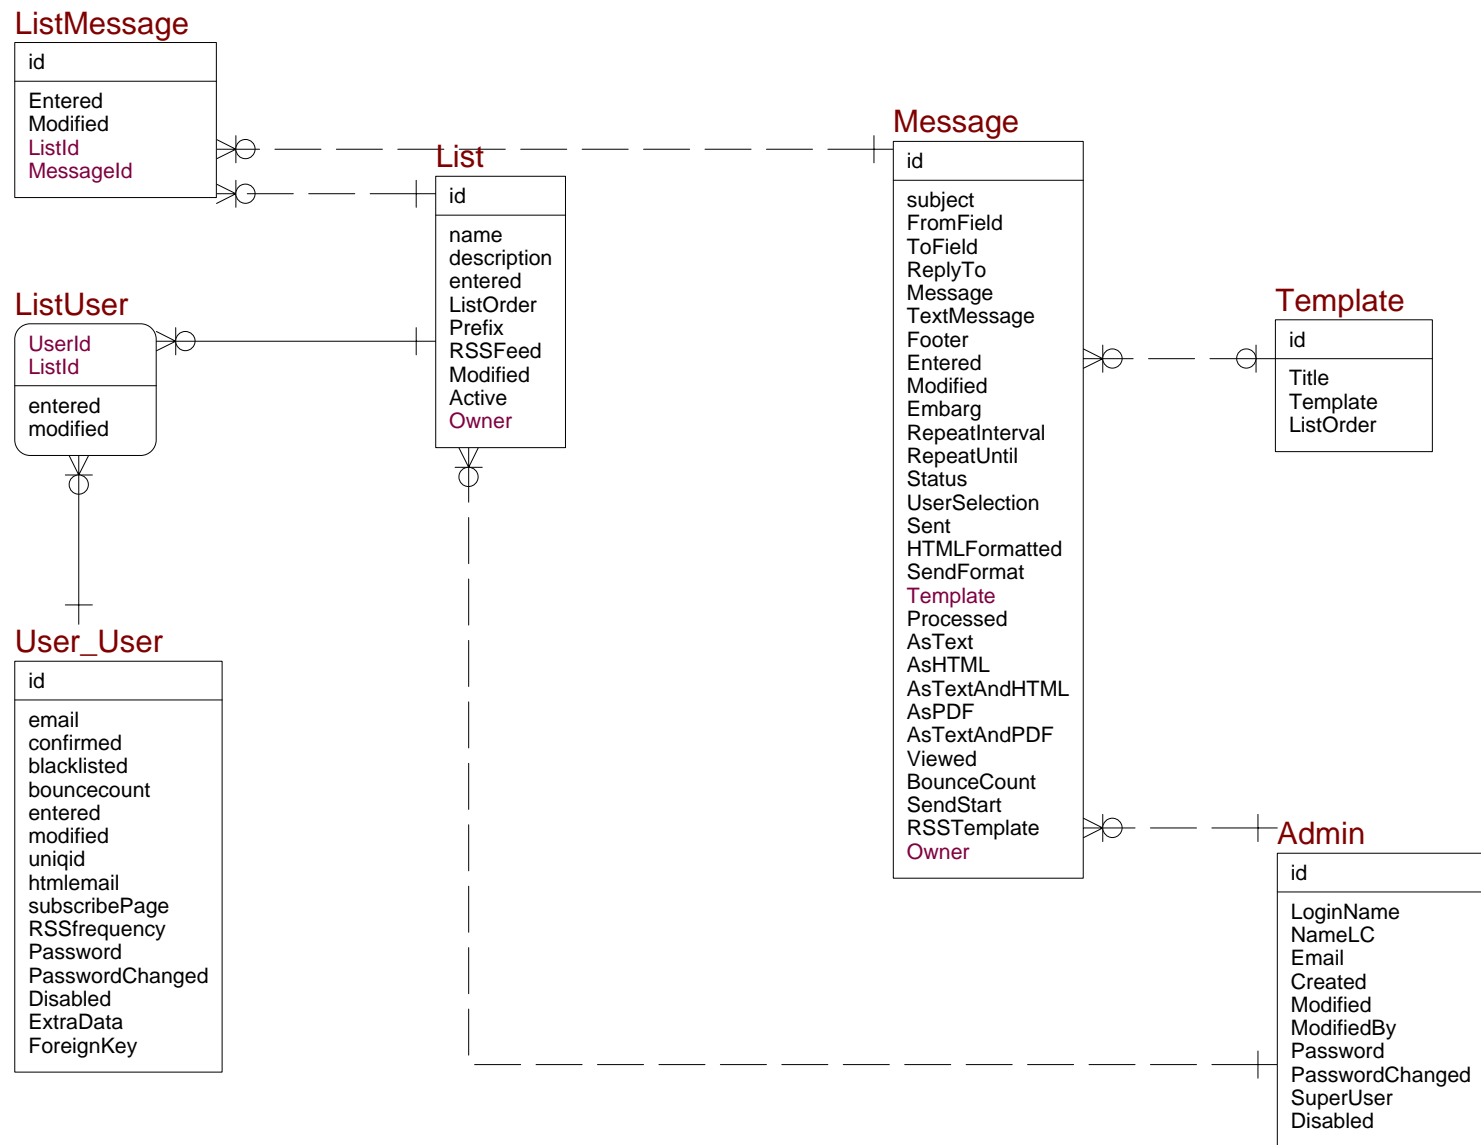 ListMessage
id
Entered
Modified
ListId
MessageId
List
id
name
description
entered
ListOrder
Prefix
RSSFeed
Modified
Active
Owner
ListUser
UserId
ListId
entered
modified
User_User
id
email
confirmed
blacklisted
bouncecount
entered
modified
uniqid
htmlemail
subscribePage
RSSfrequency
Password
PasswordChanged
Disabled
ExtraData
ForeignKey
Message
id
subject
FromField
ToField
ReplyTo
Message
TextMessage
Footer
Entered
Modified
Embarg
RepeatInterval
RepeatUntil
Status
UserSelection
Sent
HTMLFormatted
SendFormat
Template
Processed
AsText
AsHTML
AsTextAndHTML
AsPDF
AsTextAndPDF
Viewed
BounceCount
SendStart
RSSTemplate
Owner
Template
id
Title
Template
ListOrder
Admin
id
LoginName
NameLC
Email
Created
Modified
ModifiedBy
Password
PasswordChanged
SuperUser
Disabled